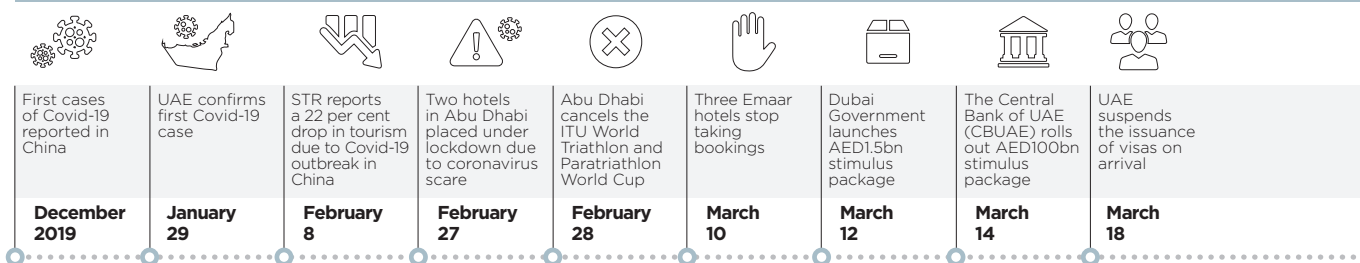 First cases
of Covid-19
reported in
China
December
2019
UAE confirms
first Covid-19
case
January
29
STR reports
a 22 per cent
drop in tourism
due to Covid-19
outbreak in
China
February
8
Two hotels
in Abu Dhabi
placed under
lockdown due
to coronavirus
scare
February
27
Abu Dhabi
cancels the
ITU World
Triathlon and
Paratriathlon
World Cup
February
28
Three Emaar
hotels stop
taking
bookings
March
10
Dubai
Government
launches
AED1.5bn
stimulus
package
March
12
The Central
Bank of UAE
(CBUAE) rolls
out AED100bn
stimulus
package
March
14
UAE
suspends
the issuance
of visas on
arrival
March
18